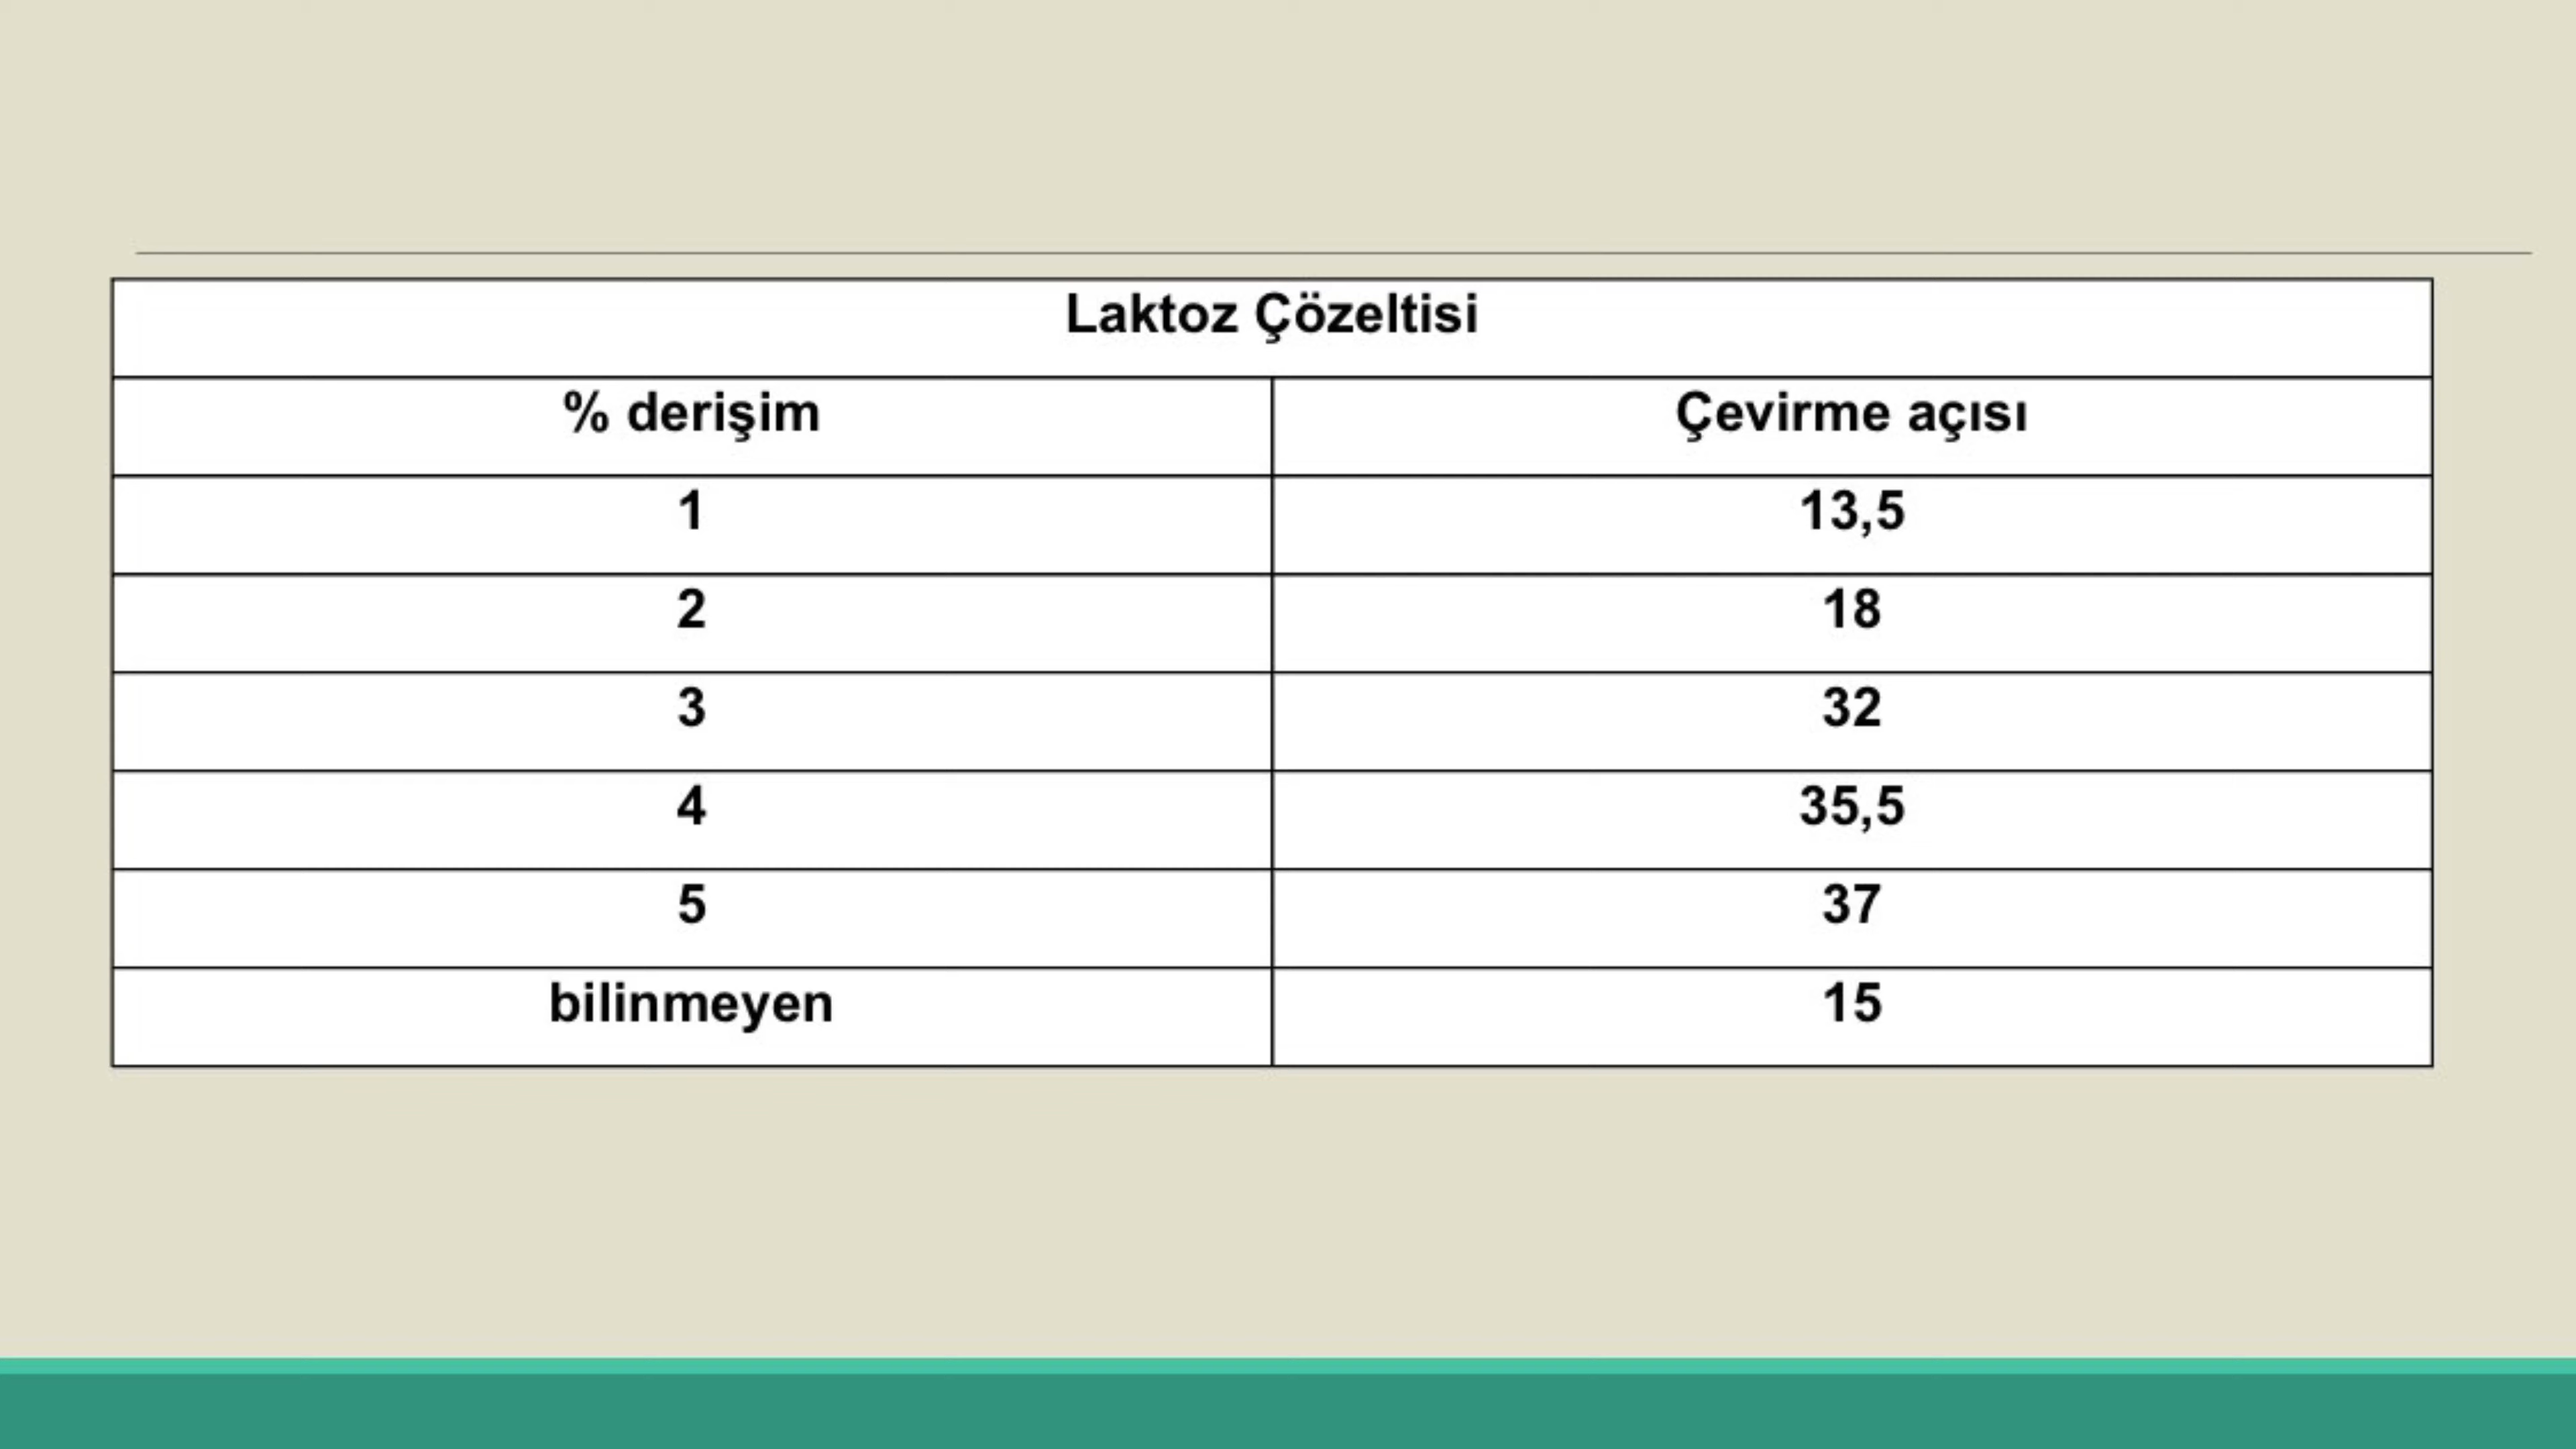 Laktoz Çözeltisi
% derişim Çevirme açısı
1 13,5
2 18
3 32
4 35,5
5 37
bilinmeyen 15